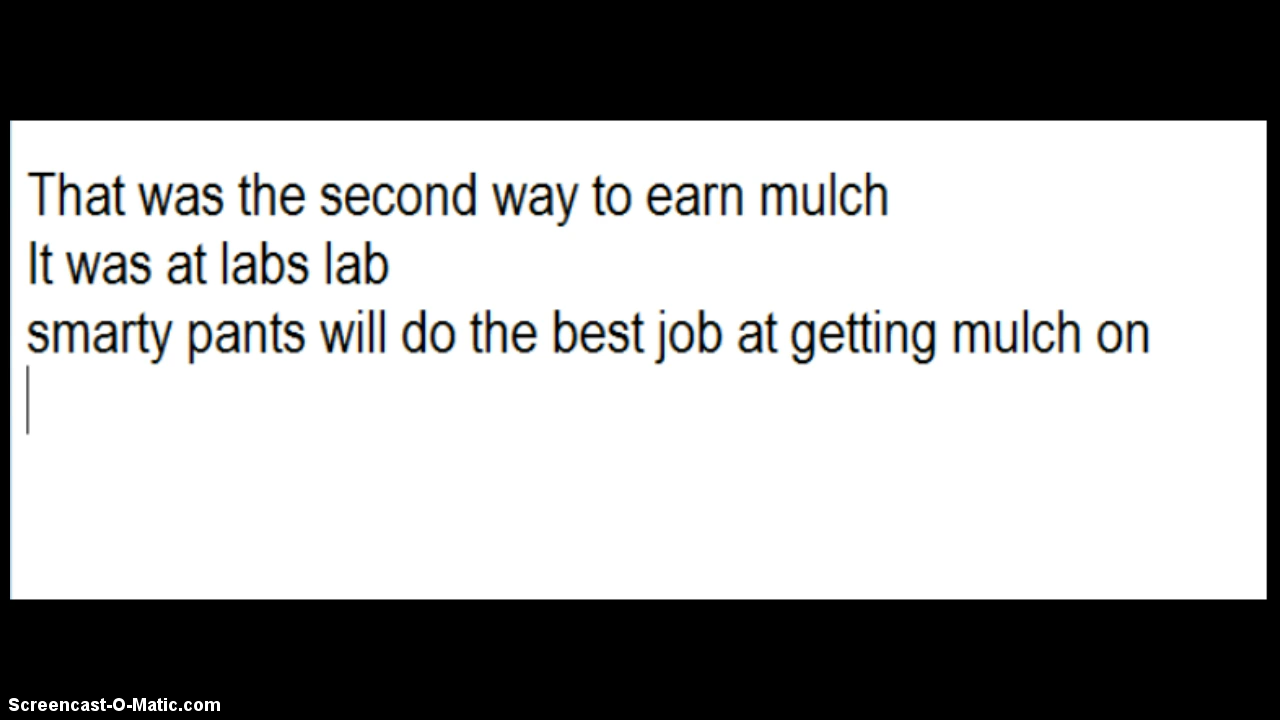 That was the second way to earn mulch
It was at labs lab
smarty pants will do the best job at getting mulch on
Screencast-O-Matic.com